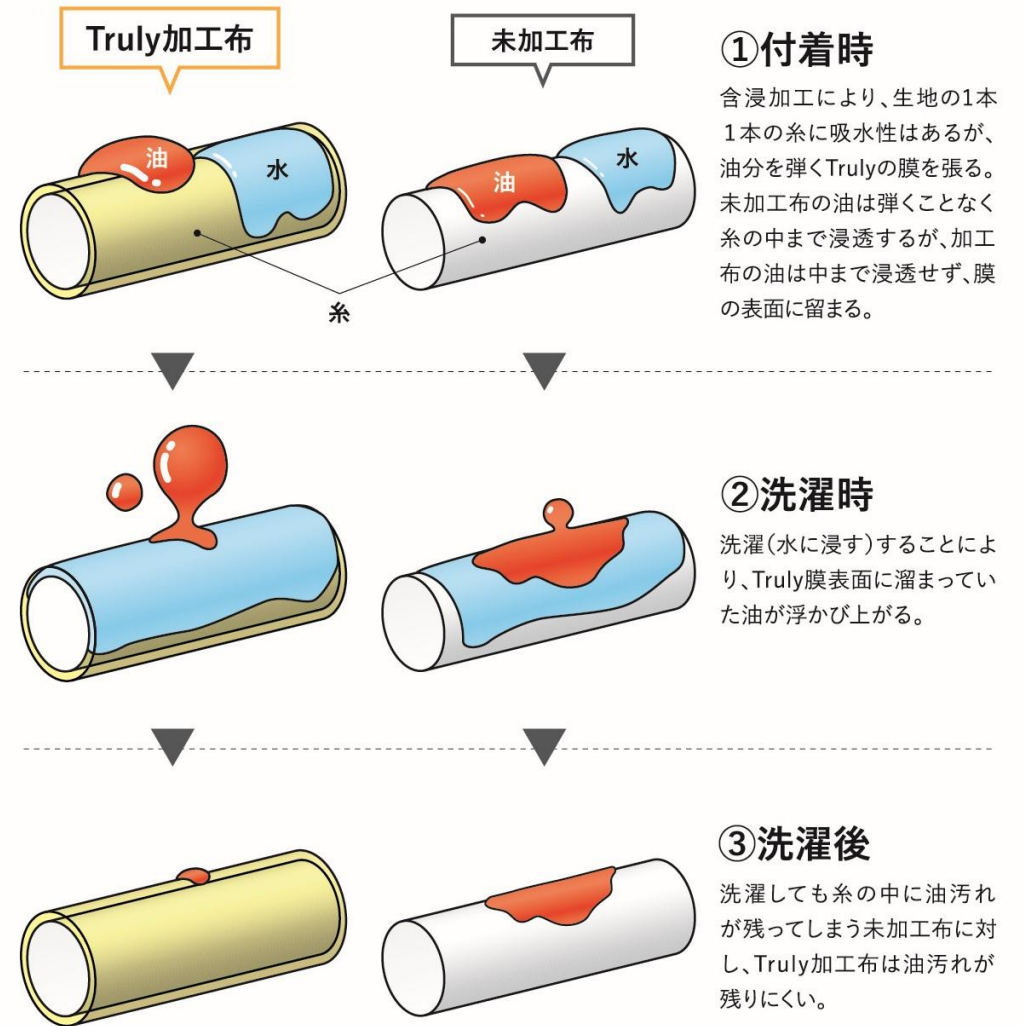 Truly加工布
未加工布
①付着時
含浸加工により、生地の1本
1本の糸に吸水性はあるが、
油分を弾くTrulyの膜を張る。
未加工布の油は弾くことなく
糸の中まで浸透するが、加工
布の油は中まで浸透せず、膜
の表面に留まる。
油
水
油
水
糸
②洗濯時
洗濯(水に浸す)することによ
り、Truly膜表面に溜まってい
た油が浮かび上がる。
③洗濯後
洗濯しても糸の中に油汚れ
が残ってしまう未加工布に対
し、Truly加工布は油汚れが
残りにくい。